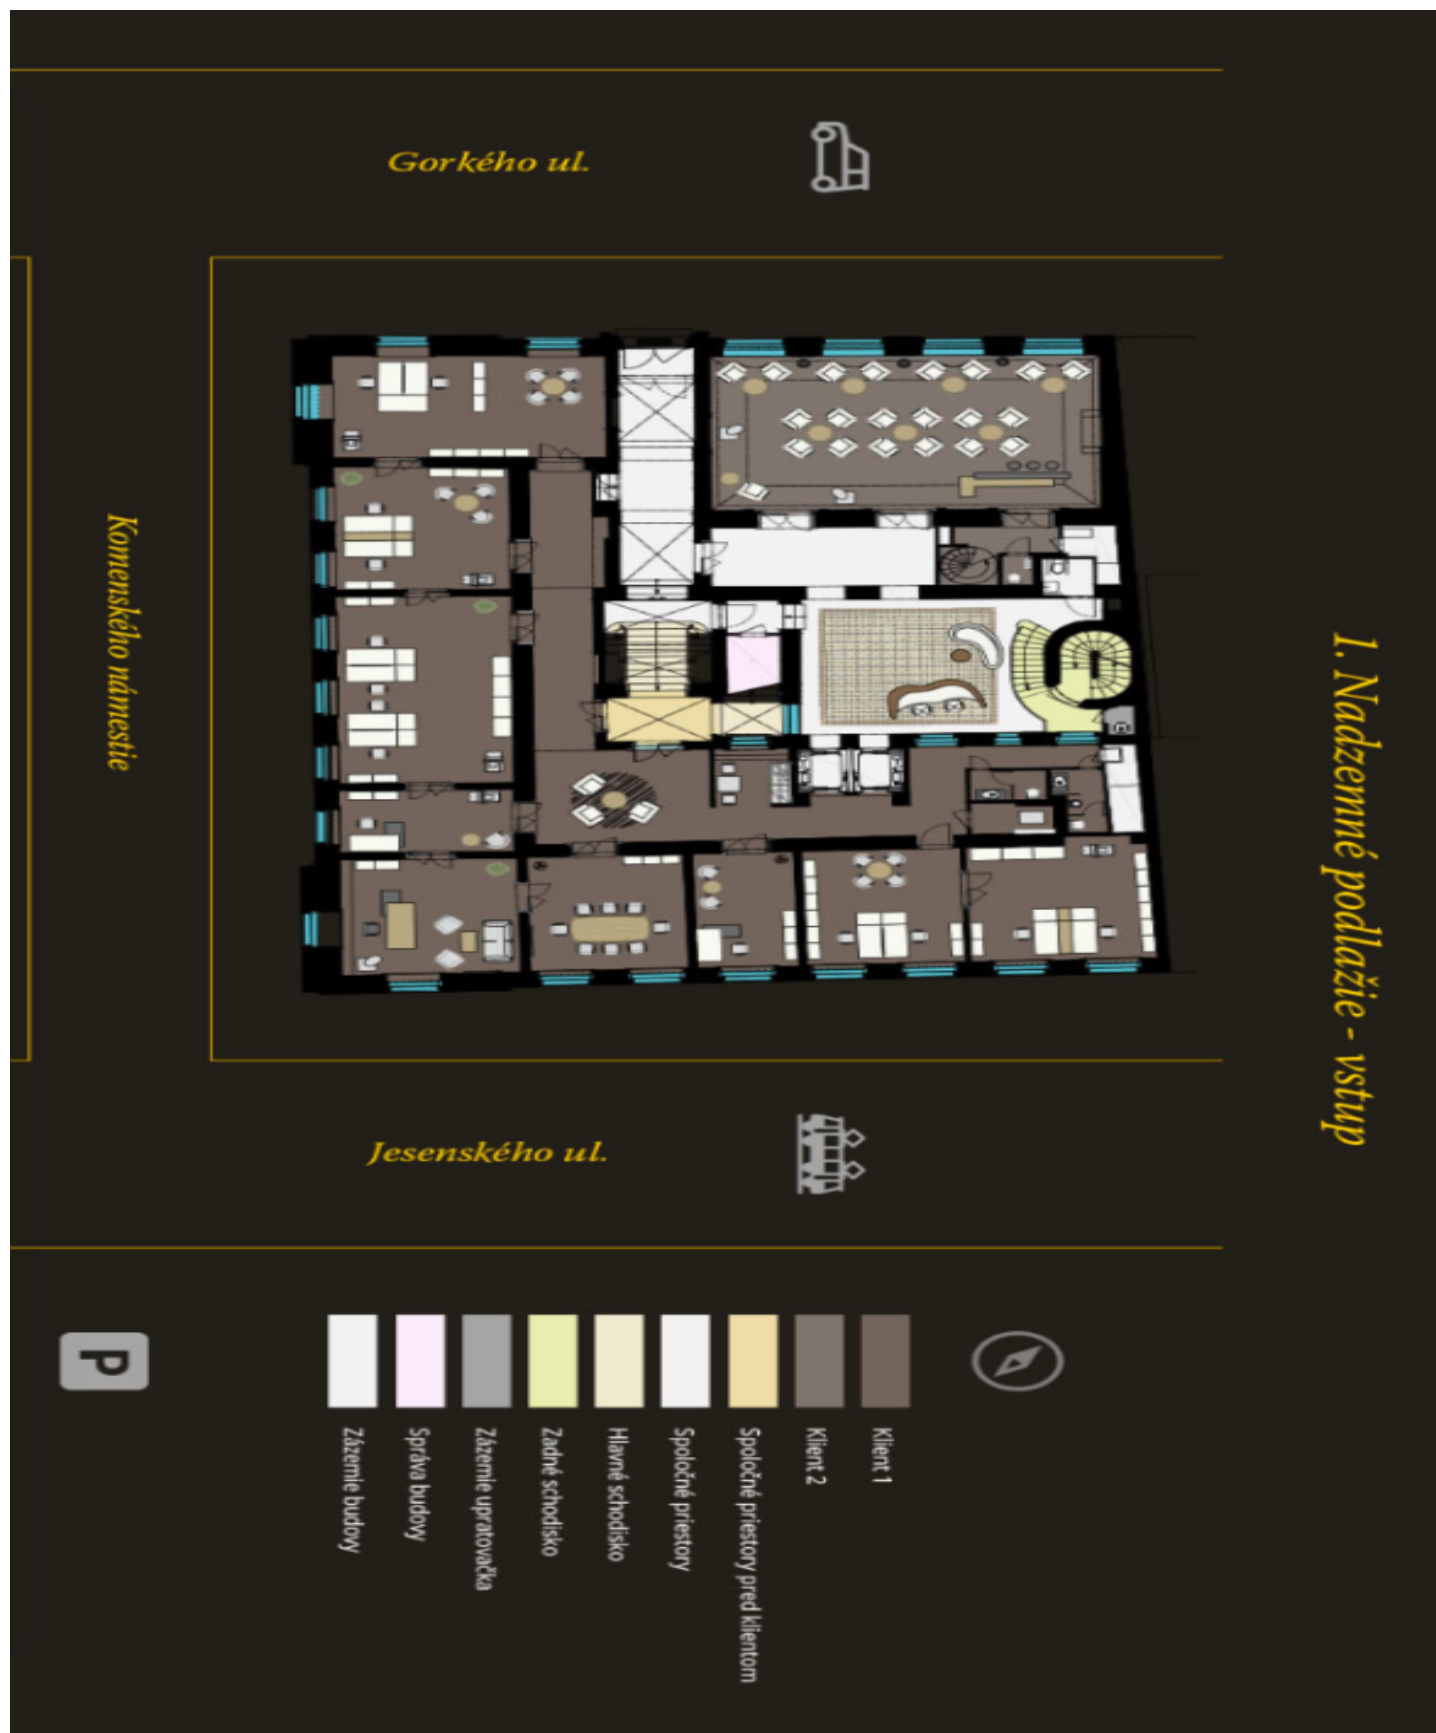 1. Nadzemné podlažie - vstup
Gorkého ul.
Komenského námestie
Jesenského ul.
Klient 1
Klient 2
Spoločné priestory pred klientom
Spoločné priestory
Hlavné schodisko
Zadné schodisko
Zázemie upratovačka
Správa budovy
Zázemie budovy
P